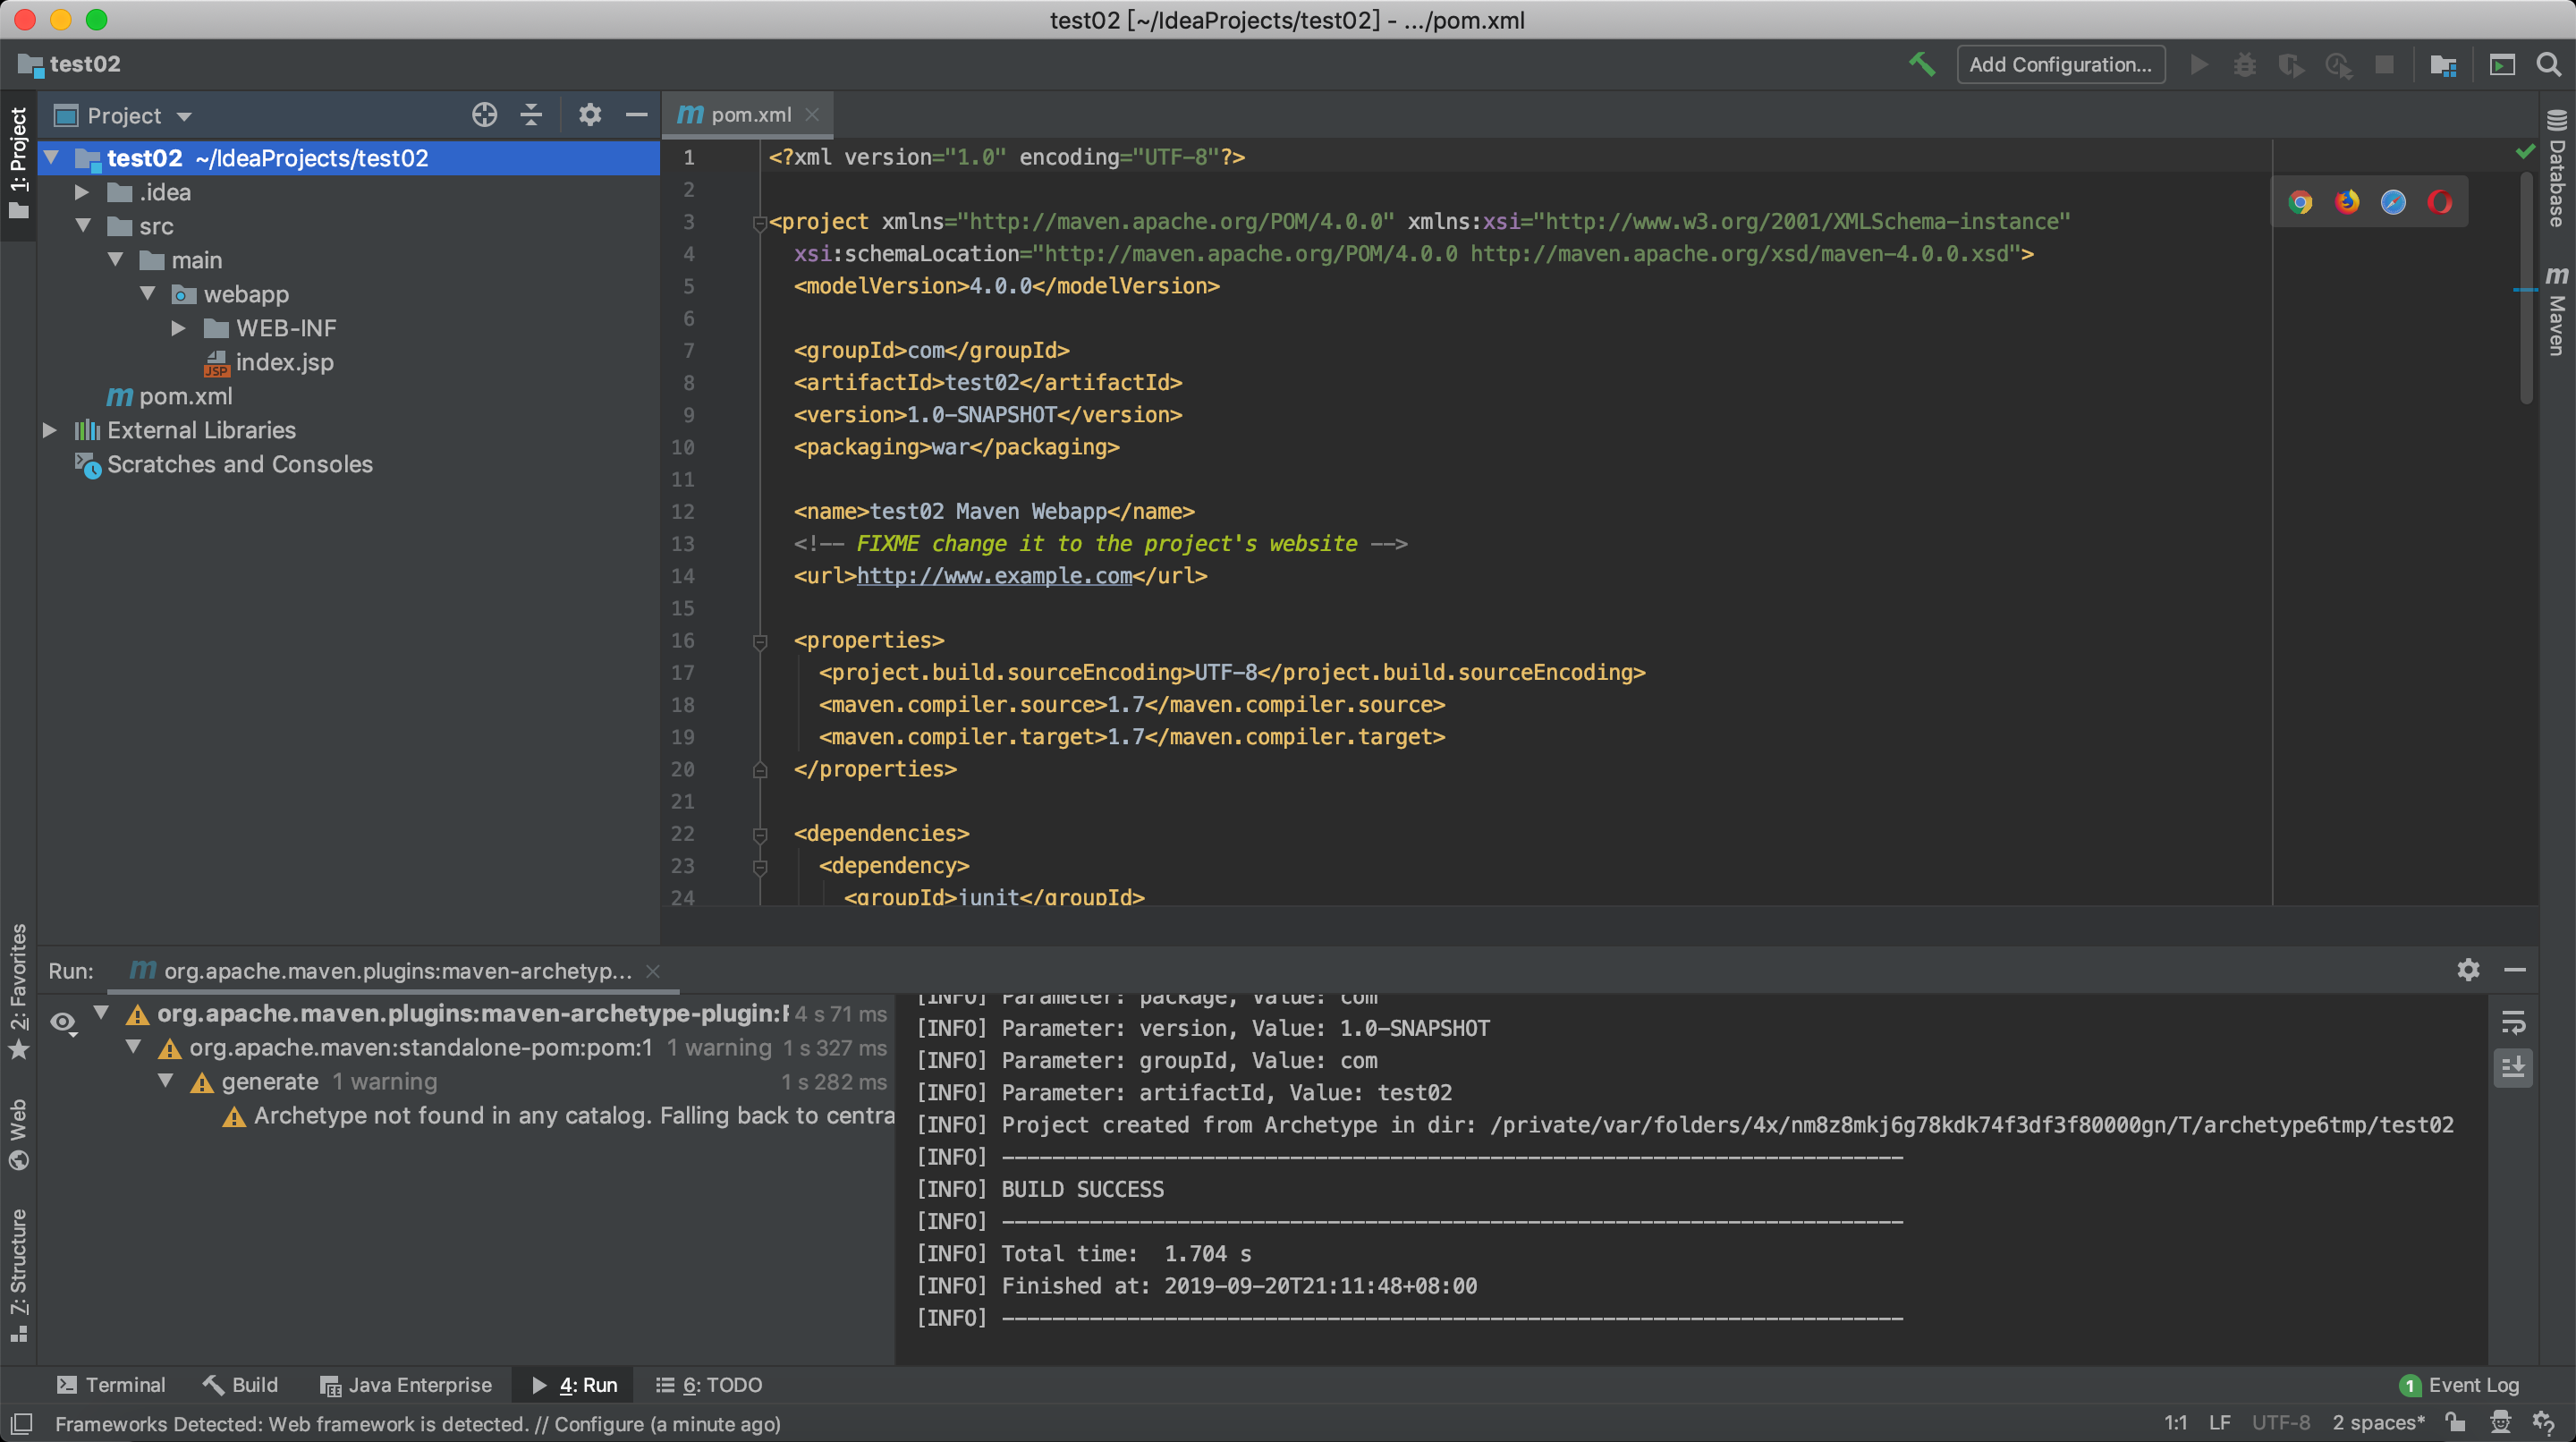 test02 [~/IdeaProjects/test02] - .../pom.xml
test02
Add Configuration...
1: Project
Project
test02 ~/IdeaProjects/test02
.idea
src
main
webapp
WEB-INF
JSP index.jsp
m pom.xml
External Libraries
Scratches and Consoles
m pom.xml
1 <?xml version="1.0" encoding="UTF-8"?>
2
3 <project xmlns="http://maven.apache.org/POM/4.0.0" xmlns:xsi="http://www.w3.org/2001/XMLSchema-instance"
4 xsi:schemaLocation="http://maven.apache.org/POM/4.0.0 http://maven.apache.org/xsd/maven-4.0.0.xsd">
5 <modelVersion>4.0.0</modelVersion>
6
7 <groupId>com</groupId>
8 <artifactId>test02</artifactId>
9 <version>1.0-SNAPSHOT</version>
10 <packaging>war</packaging>
11
12 <name>test02 Maven Webapp</name>
13 <!-- FIXME change it to the project's website -->
14 <url>http://www.example.com</url>
15
16 <properties>
17 <project.build.sourceEncoding>UTF-8</project.build.sourceEncoding>
18 <maven.compiler.source>1.7</maven.compiler.source>
19 <maven.compiler.target>1.7</maven.compiler.target>
20 </properties>
21
22 <dependencies>
23 <dependency>
24 <groupId>junit</groupId>
Database
m Maven
2: Favorites
Web
7: Structure
Run: m org.apache.maven.plugins:maven-archetyp...
org.apache.maven.plugins:maven-archetype-plugin: 4 s 71 ms
org.apache.maven:standalone-pom:pom:1 1 warning 1 s 327 ms
generate 1 warning 1 s 282 ms
Archetype not found in any catalog. Falling back to centra
[INFO] Parameter: package, Value: com
[INFO] Parameter: version, Value: 1.0-SNAPSHOT
[INFO] Parameter: groupId, Value: com
[INFO] Parameter: artifactId, Value: test02
[INFO] Project created from Archetype in dir: /private/var/folders/4x/nm8z8mkj6g78kdk74f3df3f80000gn/T/archetype6tmp/test02
[INFO] ------------------------------------------------------------------------
[INFO] BUILD SUCCESS
[INFO] ------------------------------------------------------------------------
[INFO] Total time:  1.704 s
[INFO] Finished at: 2019-09-20T21:11:48+08:00
[INFO] ------------------------------------------------------------------------
Terminal Build Java Enterprise 4: Run 6: TODO 1 Event Log
Frameworks Detected: Web framework is detected. // Configure (a minute ago) 1:1 LF UTF-8 2 spaces*